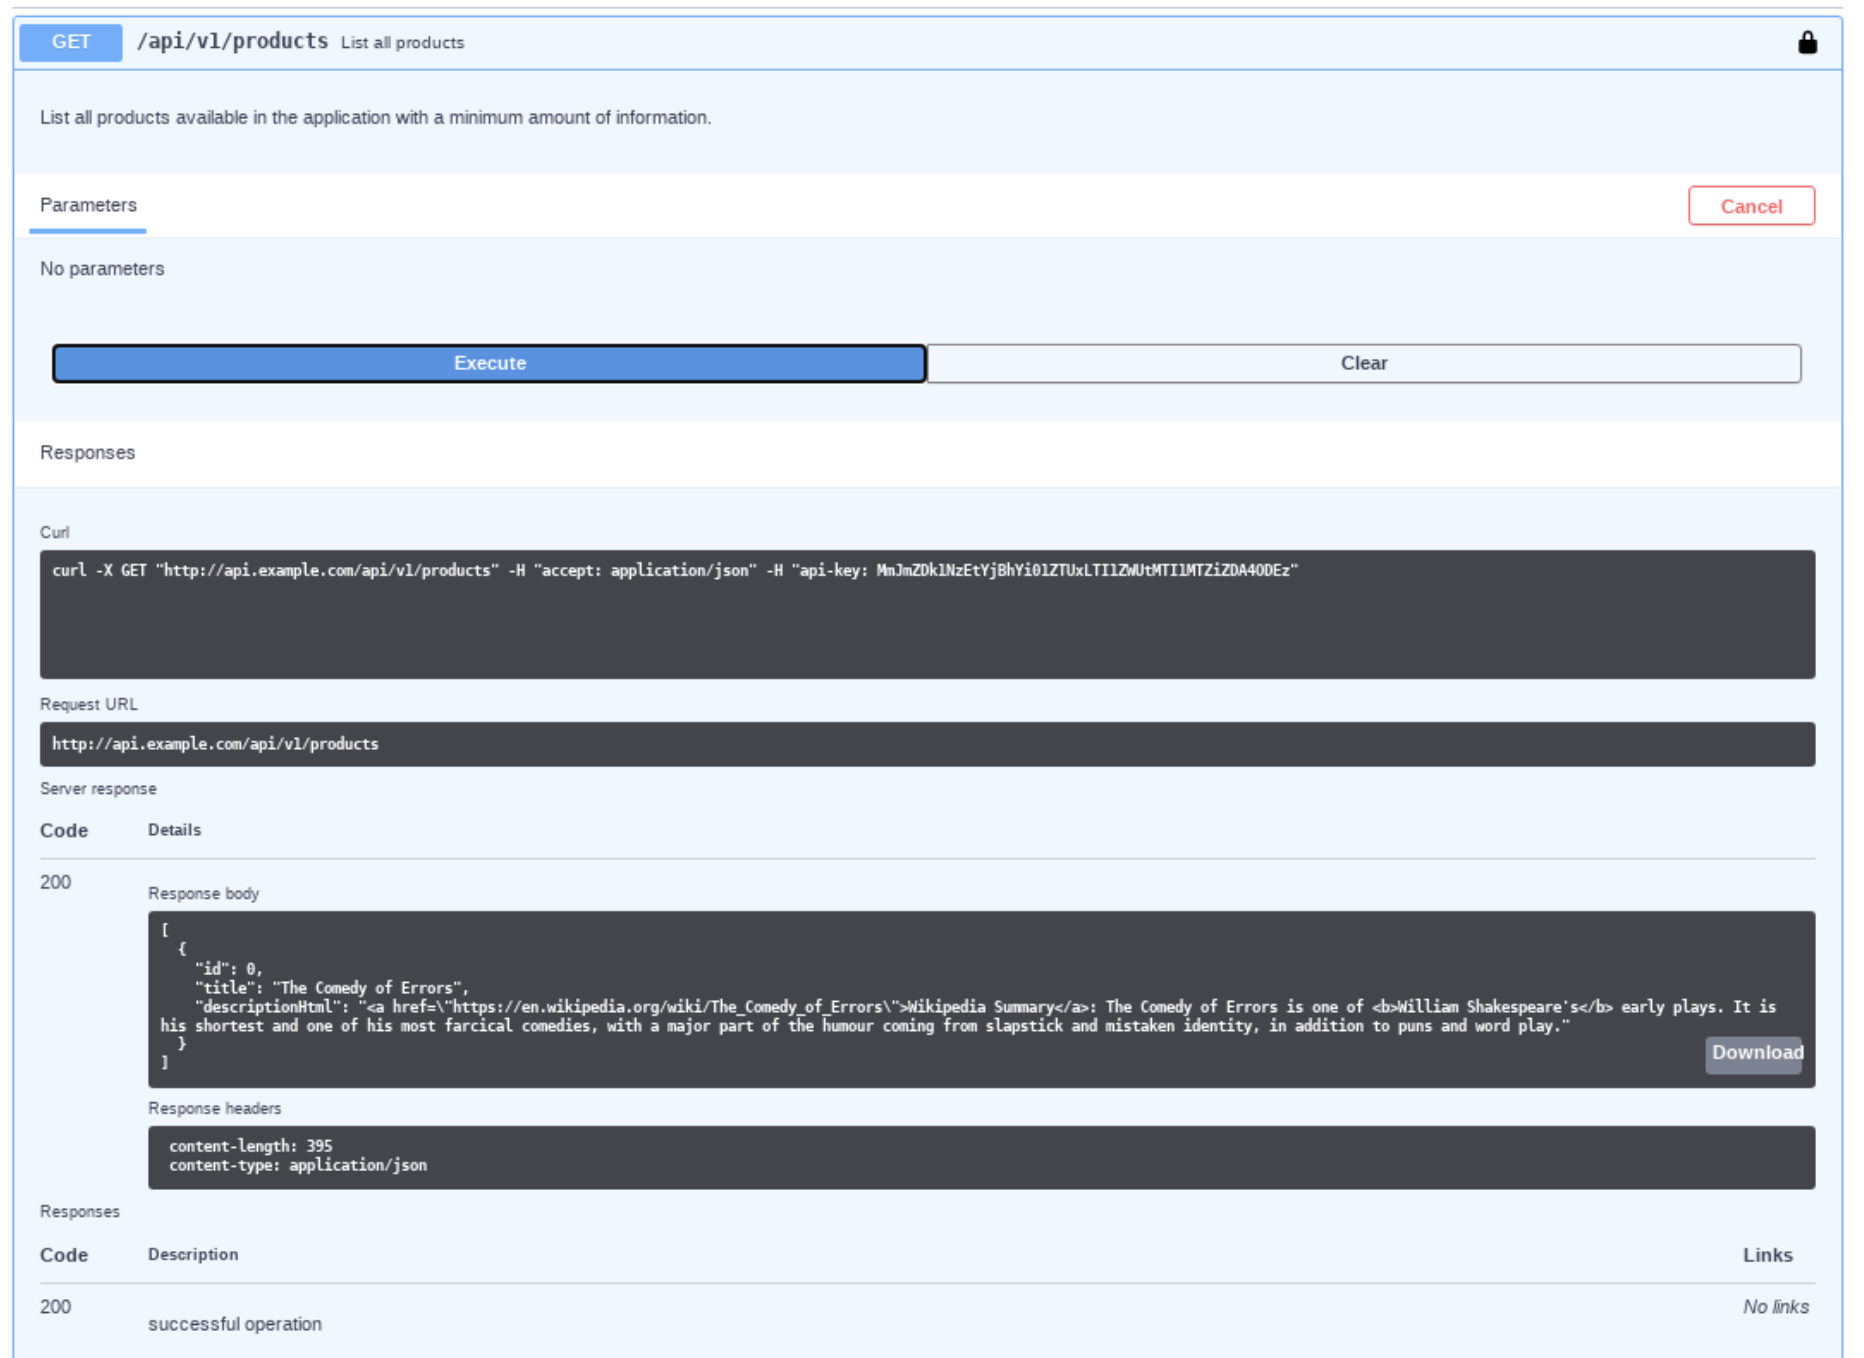 GET /api/v1/products List all products
List all products available in the application with a minimum amount of information.
Parameters Cancel
No parameters
Execute Clear
Responses
Curl
curl -X GET "http://api.example.com/api/v1/products" -H "accept: application/json" -H "api-key: MmJmZDk1NzEtYjBhYi01ZTUxLTI1ZWUtMTI1MTZiZDA4ODEz"
Request URL
http://api.example.com/api/v1/products
Server response
Code Details
200
Response body
[
  {
    "id": 0,
    "title": "The Comedy of Errors",
    "descriptionHtml": "<a href=\"https://en.wikipedia.org/wiki/The_Comedy_of_Errors\">Wikipedia Summary</a>: The Comedy of Errors is one of <b>William Shakespeare's</b> early plays. It is
his shortest and one of his most farcical comedies, with a major part of the humour coming from slapstick and mistaken identity, in addition to puns and word play."
  }
]
Download
Response headers
content-length: 395
content-type: application/json
Responses
Code Description Links
200 No links
successful operation